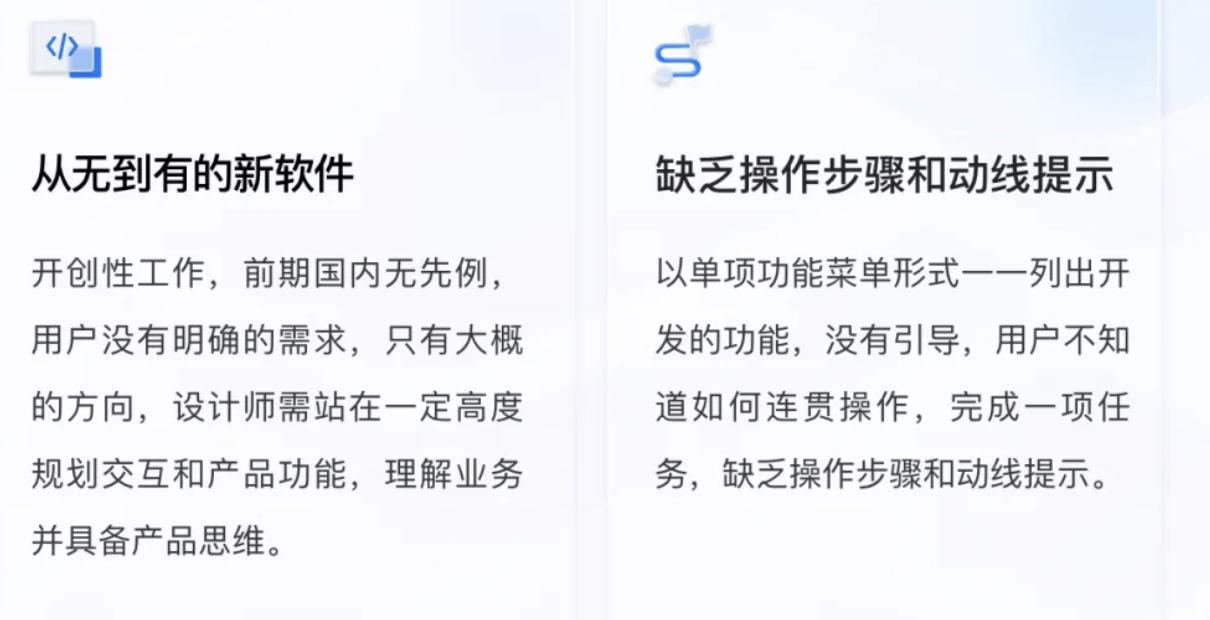 </>
从无到有的新软件
开创性工作，前期国内无先例，
用户没有明确的需求，只有大概
的方向，设计师需站在一定高度
规划交互和产品功能，理解业务
并具备产品思维。
缺乏操作步骤和动线提示
以单项功能菜单形式一一列出开
发的功能，没有引导，用户不知
道如何连贯操作，完成一项任
务，缺乏操作步骤和动线提示。